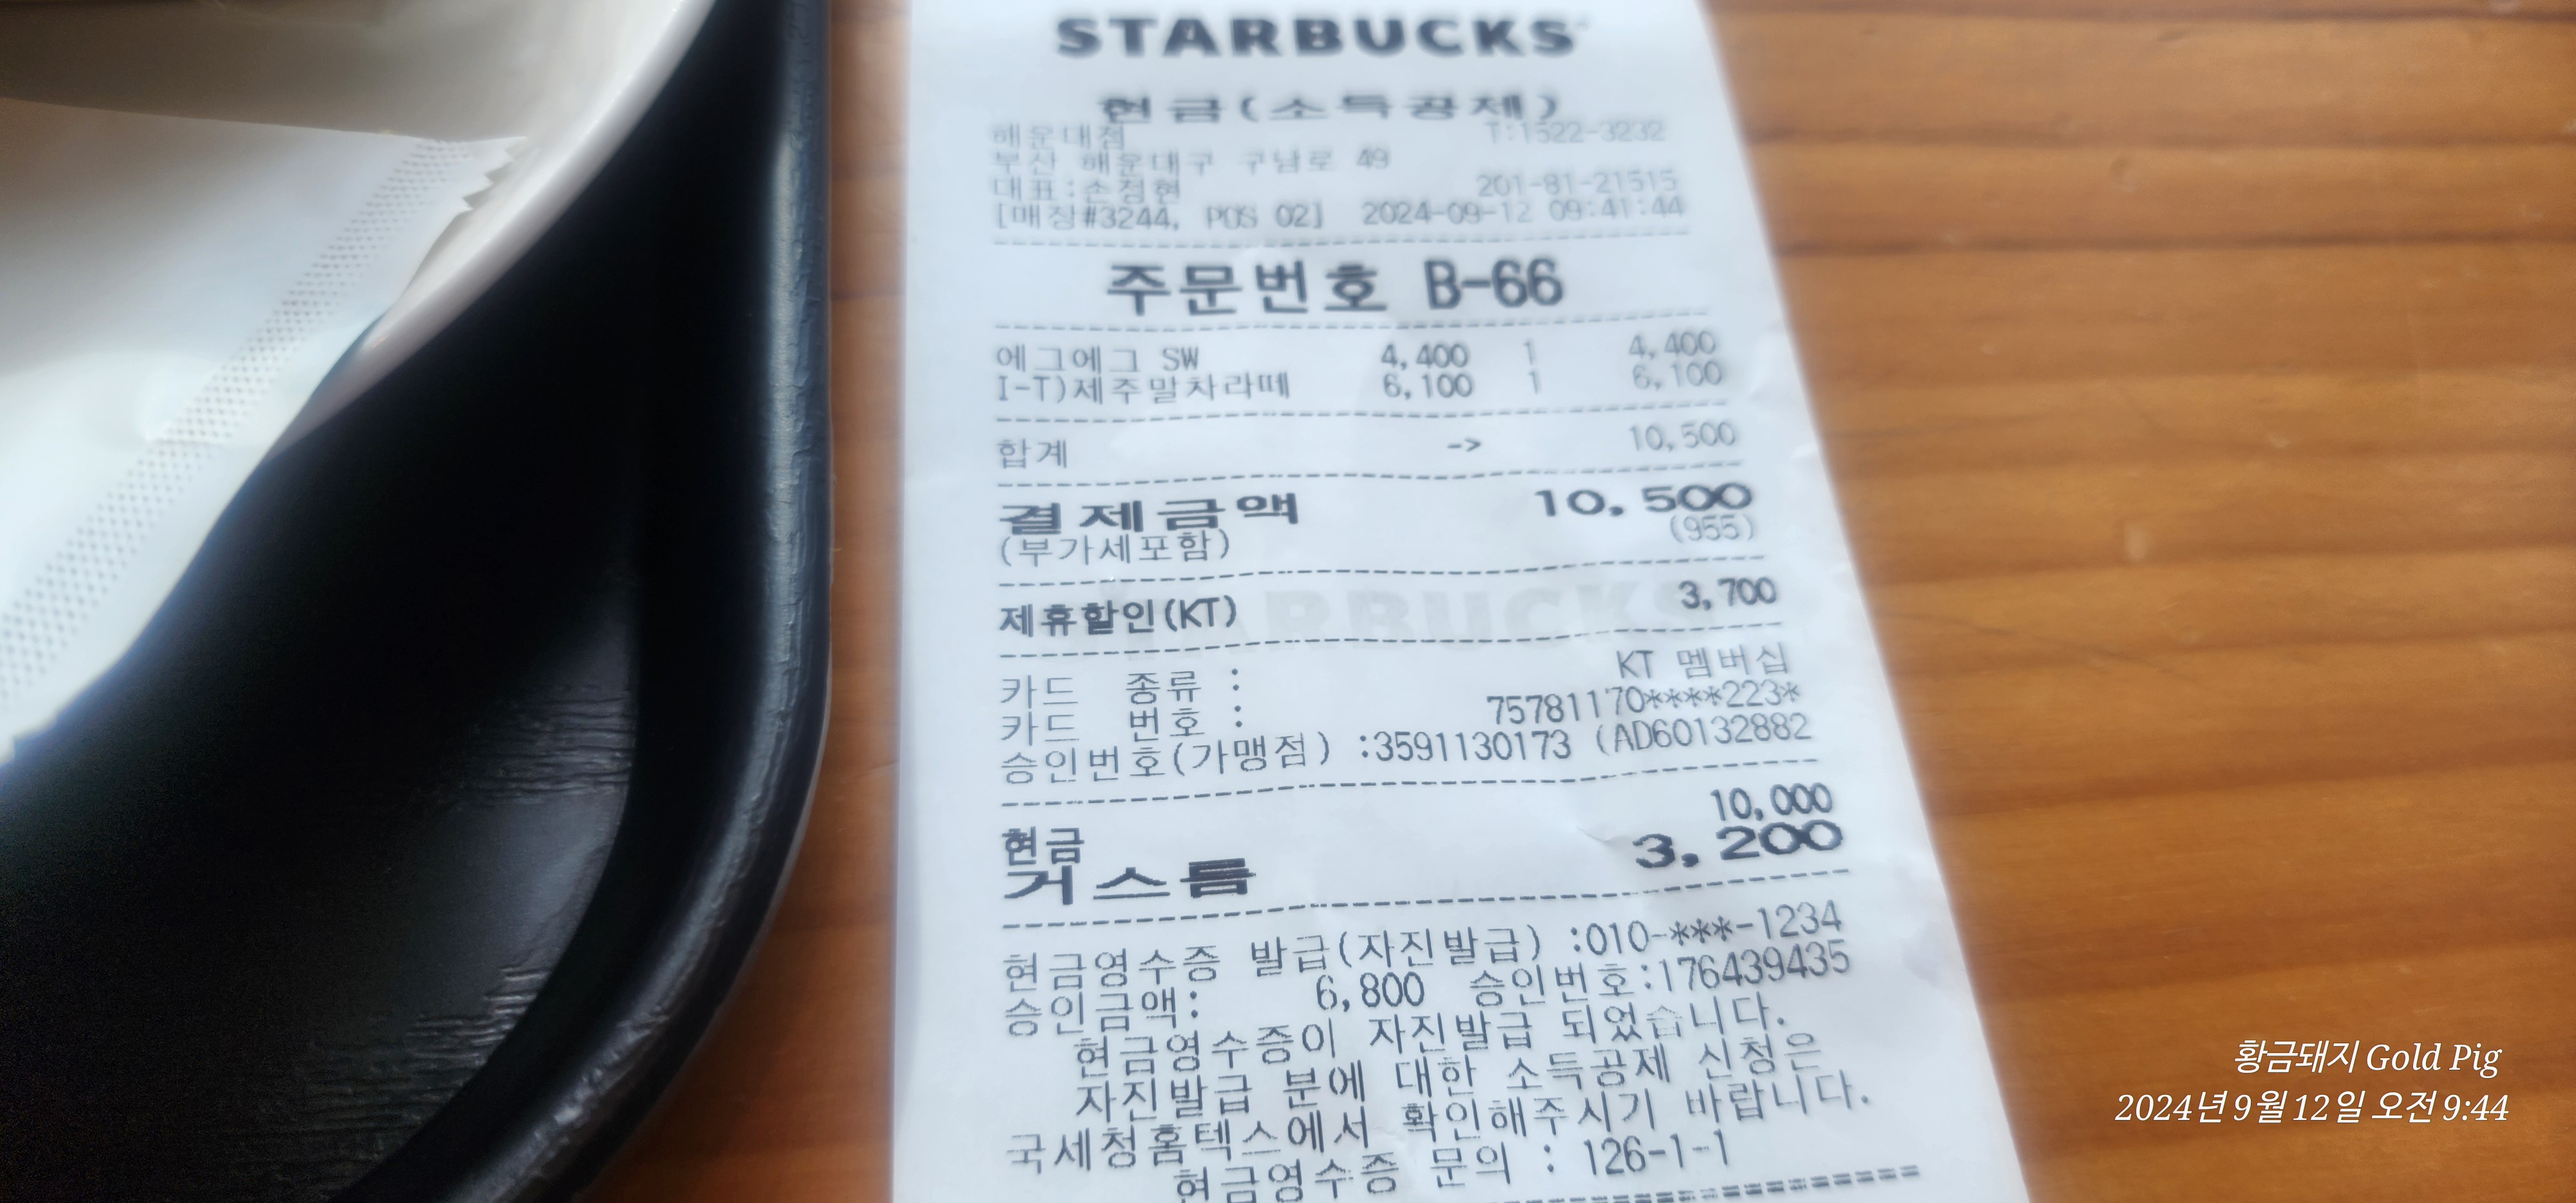 STARBUCKS
현금(소득공제)
해운대점 T:1522-3232
부산 해운대구 구남로 49
대표:손정현 201-81-21515
[매장#3244, POS 02] 2024-09-12 09:41:44
주문번호 B-66
에그에그 SW 4,400 1 4,400
I-T)제주말차라떼 6,100 1 6,100
합계 -> 10,500
결제금액 10,500
(부가세포함) (955)
제휴할인(KT) 3,700
카드 종류 : KT 멤버십
카드 번호 : 75781170****223*
승인번호(가맹점) :3591130173 (AD60132882
현금 10,000
거스름 3,200
현금영수증 발급(자진발급) :010-***-1234
승인금액: 6,800 승인번호:176439435
현금영수증이 자진발급 되었습니다.
자진발급 분에 대한 소득공제 신청은
국세청홈텍스에서 확인해주시기 바랍니다.
현금영수증 문의 : 126-1-1
STARBUCKS
황금돼지 Gold Pig
2024년 9월 12일 오전 9:44